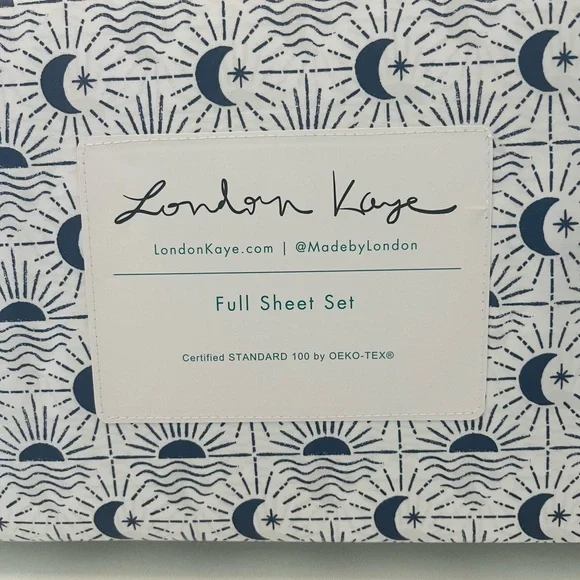 London Kaye
LondonKaye.com | @MadebyLondon
Full Sheet Set
Certified STANDARD 100 by OEKO-TEX®